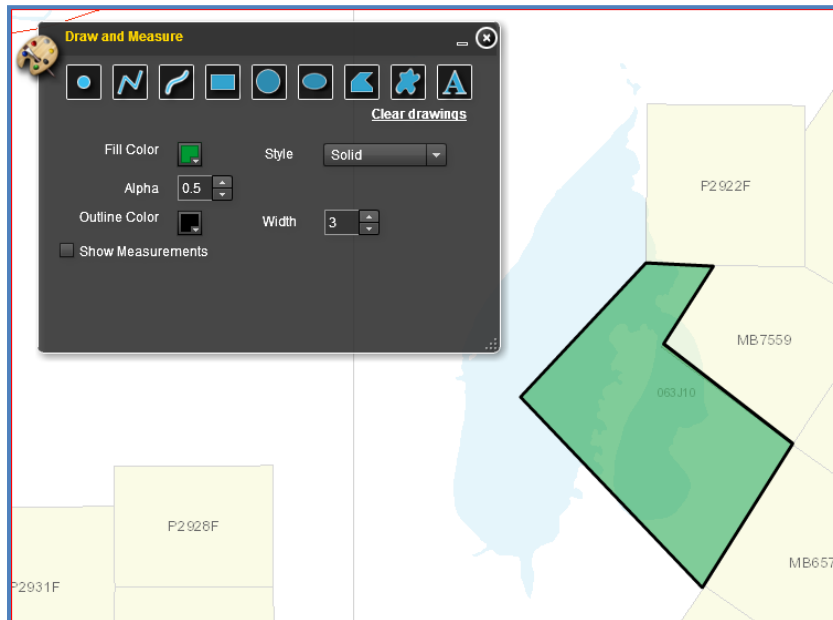 Draw and Measure
A
Clear drawings
Fill Color
Style
Solid
Alpha
0.5
Outline Color
Width
3
Show Measurements
P2922F
MB7559
063J10
P2928F
P2931F
MB657